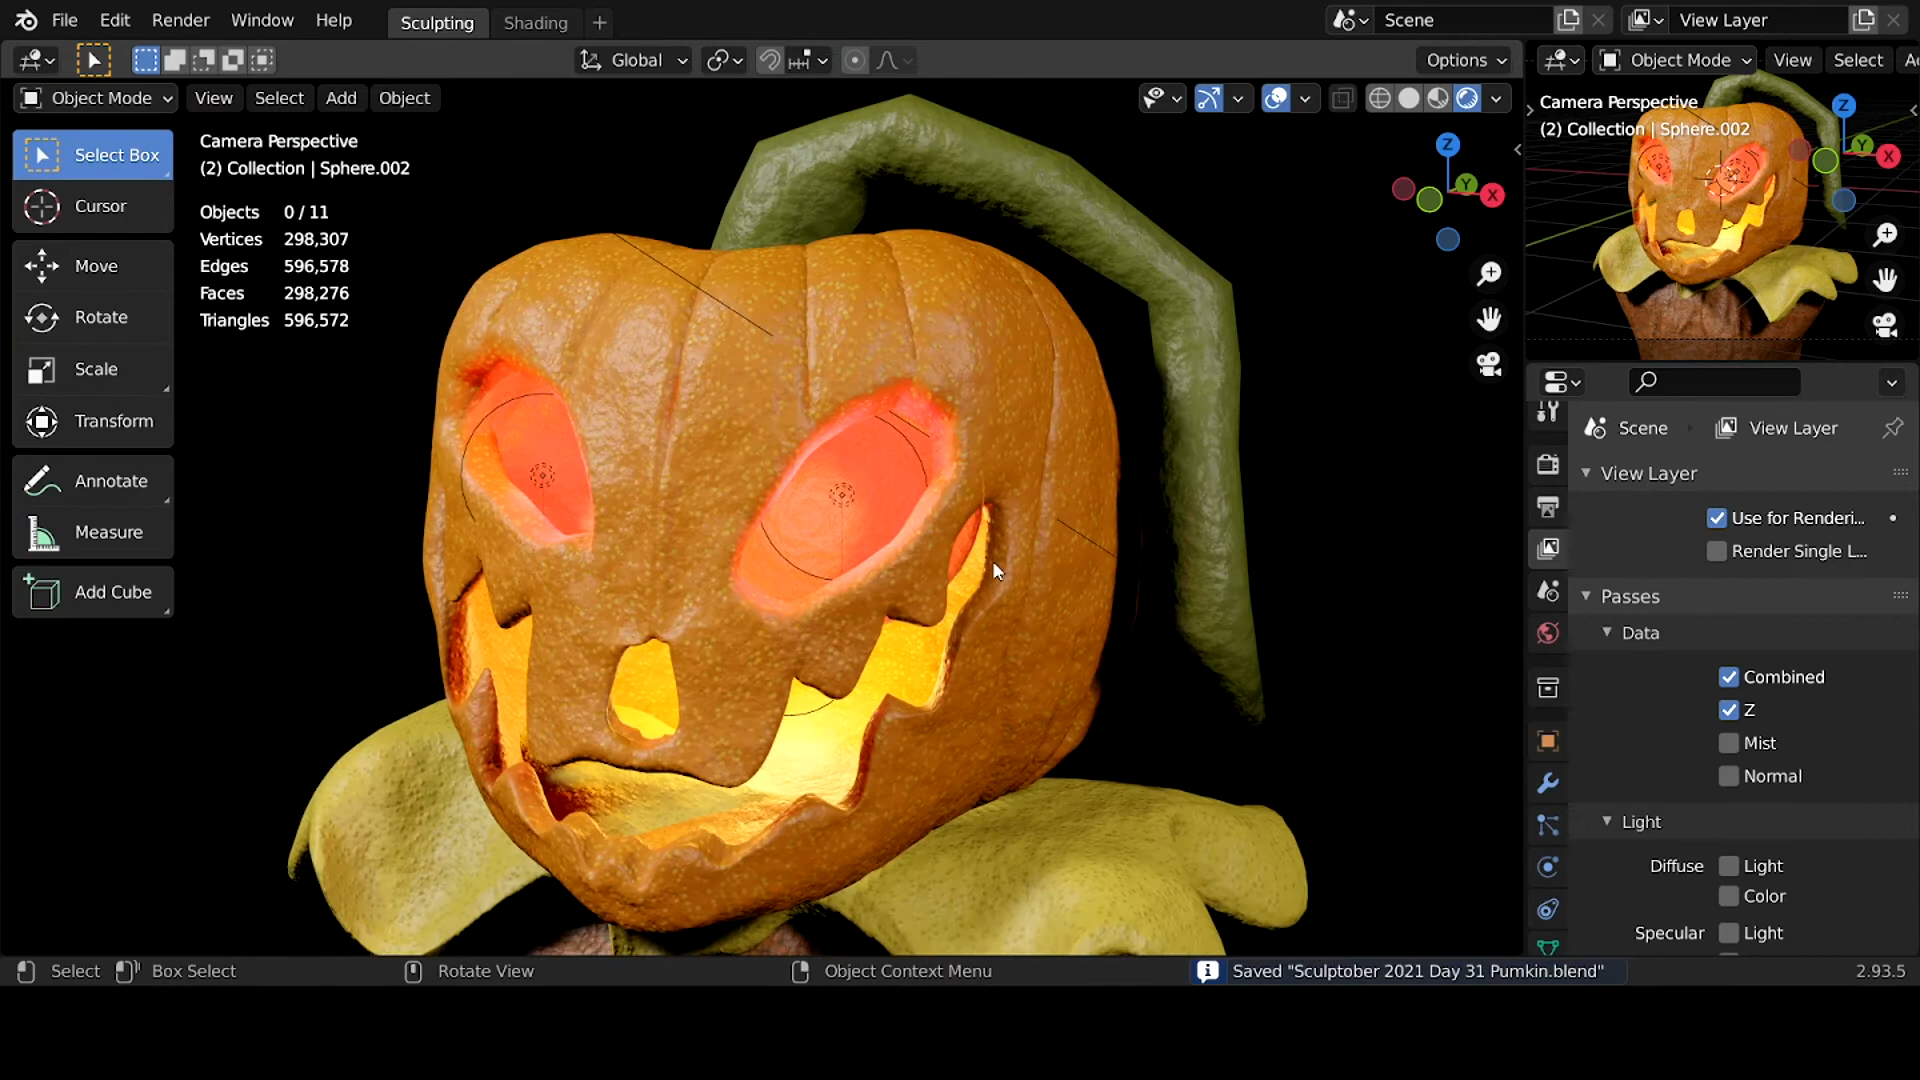 File Edit Render Window Help Sculpting Shading + Scene View Layer
Global Options Object Mode View Select
Object Mode View Select Add Object
Camera Perspective
(2) Collection | Sphere.002
Objects 0 / 11
Vertices 298,307
Edges 596,578
Faces 298,276
Triangles 596,572
Select Box
Cursor
Move
Rotate
Scale
Transform
Annotate
Measure
Add Cube
Z
Y
X
Camera Perspective
(2) Collection | Sphere.002
Z
Y
X
Scene View Layer
View Layer
Use for Renderi...
Render Single L...
Passes
Data
Combined
Z
Mist
Normal
Light
Diffuse Light
Color
Specular Light
Select Box Select Rotate View Object Context Menu Saved "Sculptober 2021 Day 31 Pumkin.blend" 2.93.5